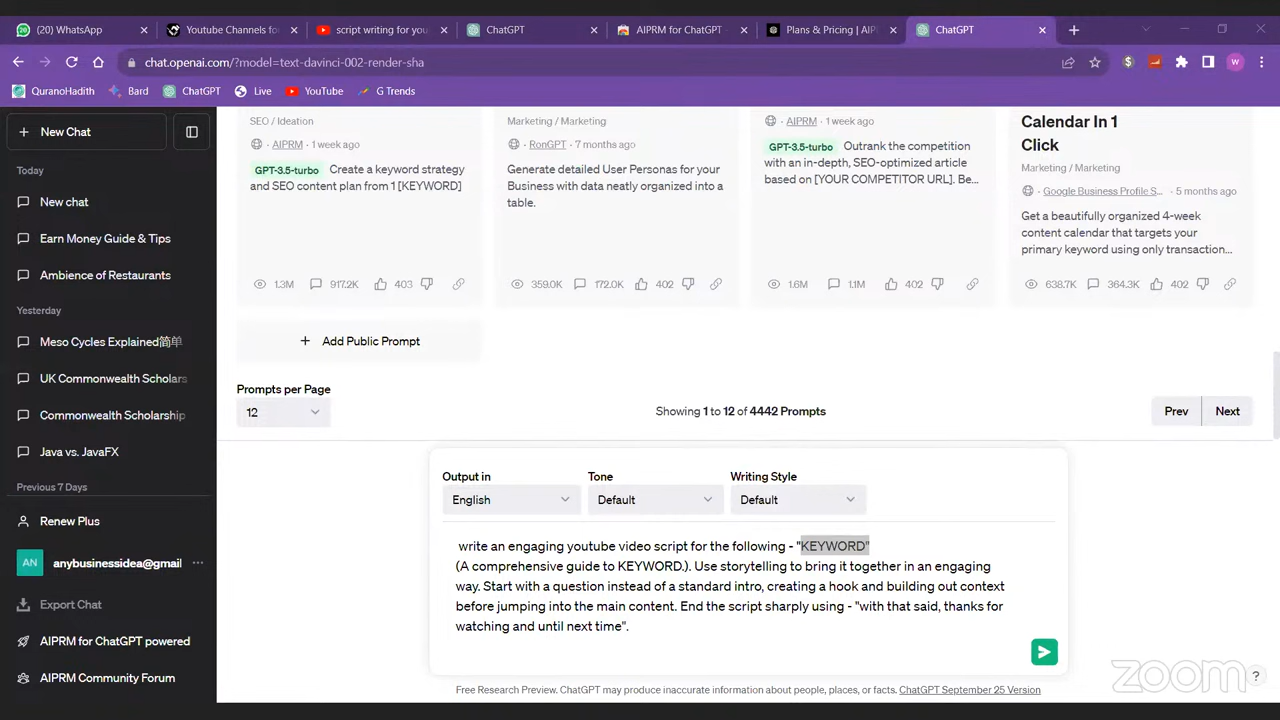 (20) WhatsApp
Youtube Channels fo
script writing for you
ChatGPT
AIPRM for ChatGPT -
Plans & Pricing | AIP
ChatGPT
chat.openai.com/?model=text-davinci-002-render-sha
QuranoHadith
Bard
ChatGPT
Live
YouTube
G Trends
New Chat
Today
New chat
Earn Money Guide & Tips
Ambience of Restaurants
Yesterday
Meso Cycles Explained简单
UK Commonwealth Scholars
Commonwealth Scholarship
Java vs. JavaFX
Previous 7 Days
Renew Plus
AN anybusinessidea@gmail
Export Chat
AIPRM for ChatGPT powered
AIPRM Community Forum
SEO / Ideation
· AIPRM · 1 week ago
GPT-3.5-turbo Create a keyword strategy
and SEO content plan from 1 [KEYWORD]
1.3M 917.2K 403
Marketing / Marketing
· RonGPT · 7 months ago
Generate detailed User Personas for your
Business with data neatly organized into a
table.
359.0K 172.0K 402
· AIPRM · 1 week ago
GPT-3.5-turbo Outrank the competition
with an in-depth, SEO-optimized article
based on [YOUR COMPETITOR URL]. Be...
1.6M 1.1M 402
Calendar In 1
Click
Marketing / Marketing
· Google Business Profile S... · 5 months ago
Get a beautifully organized 4-week
content calendar that targets your
primary keyword using only transaction...
638.7K 364.3K 402
+ Add Public Prompt
Prompts per Page
12
Showing 1 to 12 of 4442 Prompts
Prev Next
Output in Tone Writing Style
English Default Default
write an engaging youtube video script for the following - "KEYWORD"
(A comprehensive guide to KEYWORD.). Use storytelling to bring it together in an engaging
way. Start with a question instead of a standard intro, creating a hook and building out context
before jumping into the main content. End the script sharply using - "with that said, thanks for
watching and until next time".
Free Research Preview. ChatGPT may produce inaccurate information about people, places, or facts. ChatGPT September 25 Version
zoom
?